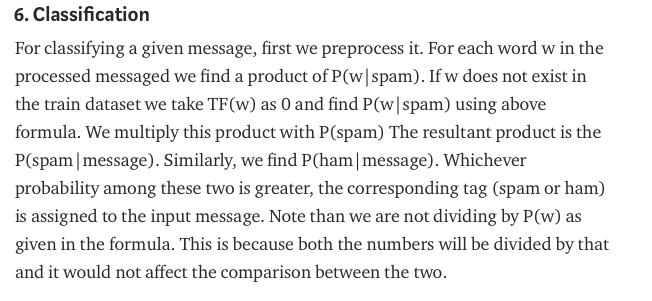 6. Classification
For classifying a given message, first we preprocess it. For each word w in the
processed messaged we find a product of P(w|spam). If w does not exist in
the train dataset we take TF(w) as 0 and find P(w|spam) using above
formula. We multiply this product with P(spam) The resultant product is the
P(spam|message). Similarly, we find P(ham|message). Whichever
probability among these two is greater, the corresponding tag (spam or ham)
is assigned to the input message. Note than we are not dividing by P(w) as
given in the formula. This is because both the numbers will be divided by that
and it would not affect the comparison between the two.